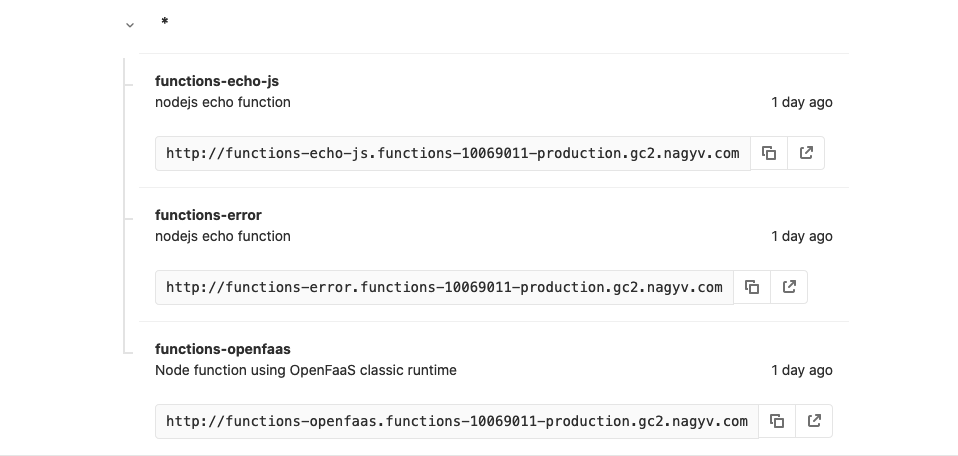 *
functions-echo-js
nodejs echo function
1 day ago
http://functions-echo-js.functions-10069011-production.gc2.nagyv.com
functions-error
nodejs echo function
1 day ago
http://functions-error.functions-10069011-production.gc2.nagyv.com
functions-openfaas
Node function using OpenFaaS classic runtime
1 day ago
http://functions-openfaas.functions-10069011-production.gc2.nagyv.com